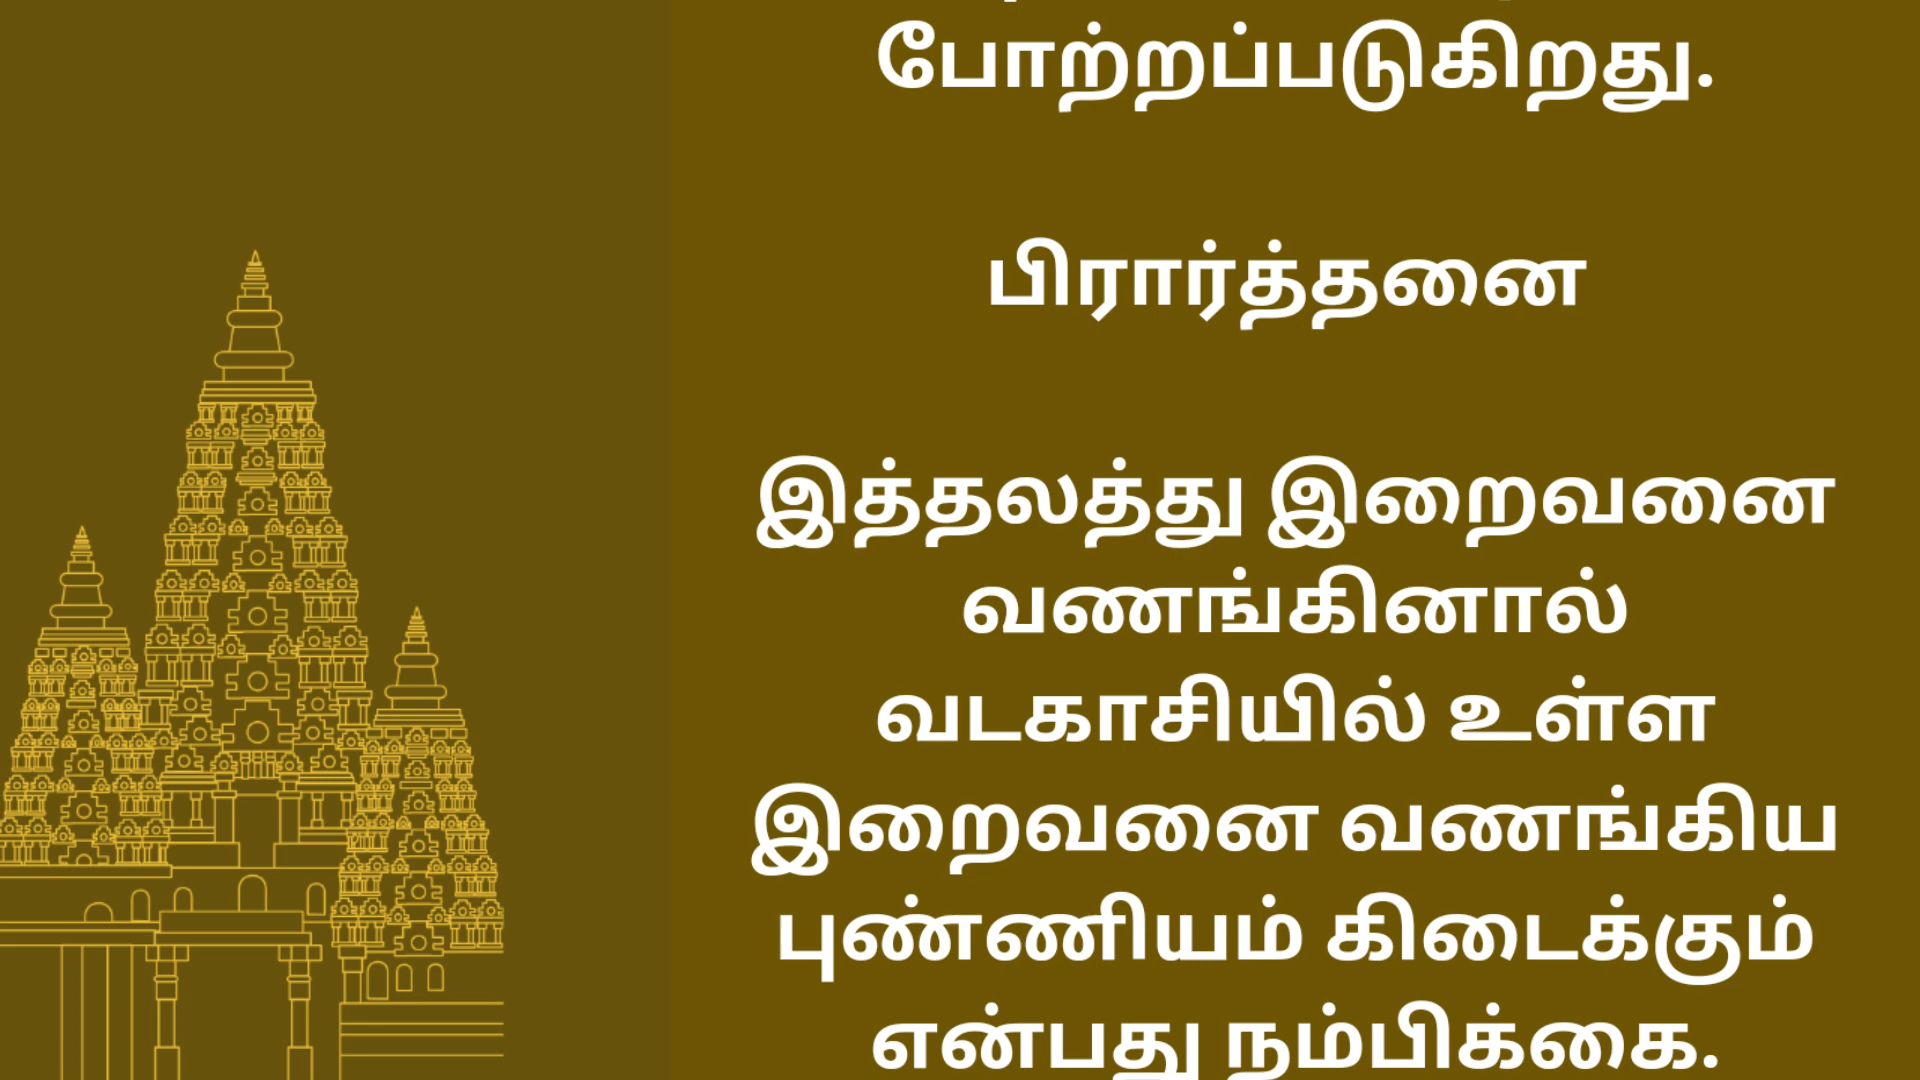 போற்றப்படுகிறது.
பிரார்த்தனை
இத்தலத்து இறைவனை
வணங்கினால்
வடகாசியில் உள்ள
இறைவனை வணங்கிய
புண்ணியம் கிடைக்கும்
என்பது நம்பிக்கை.